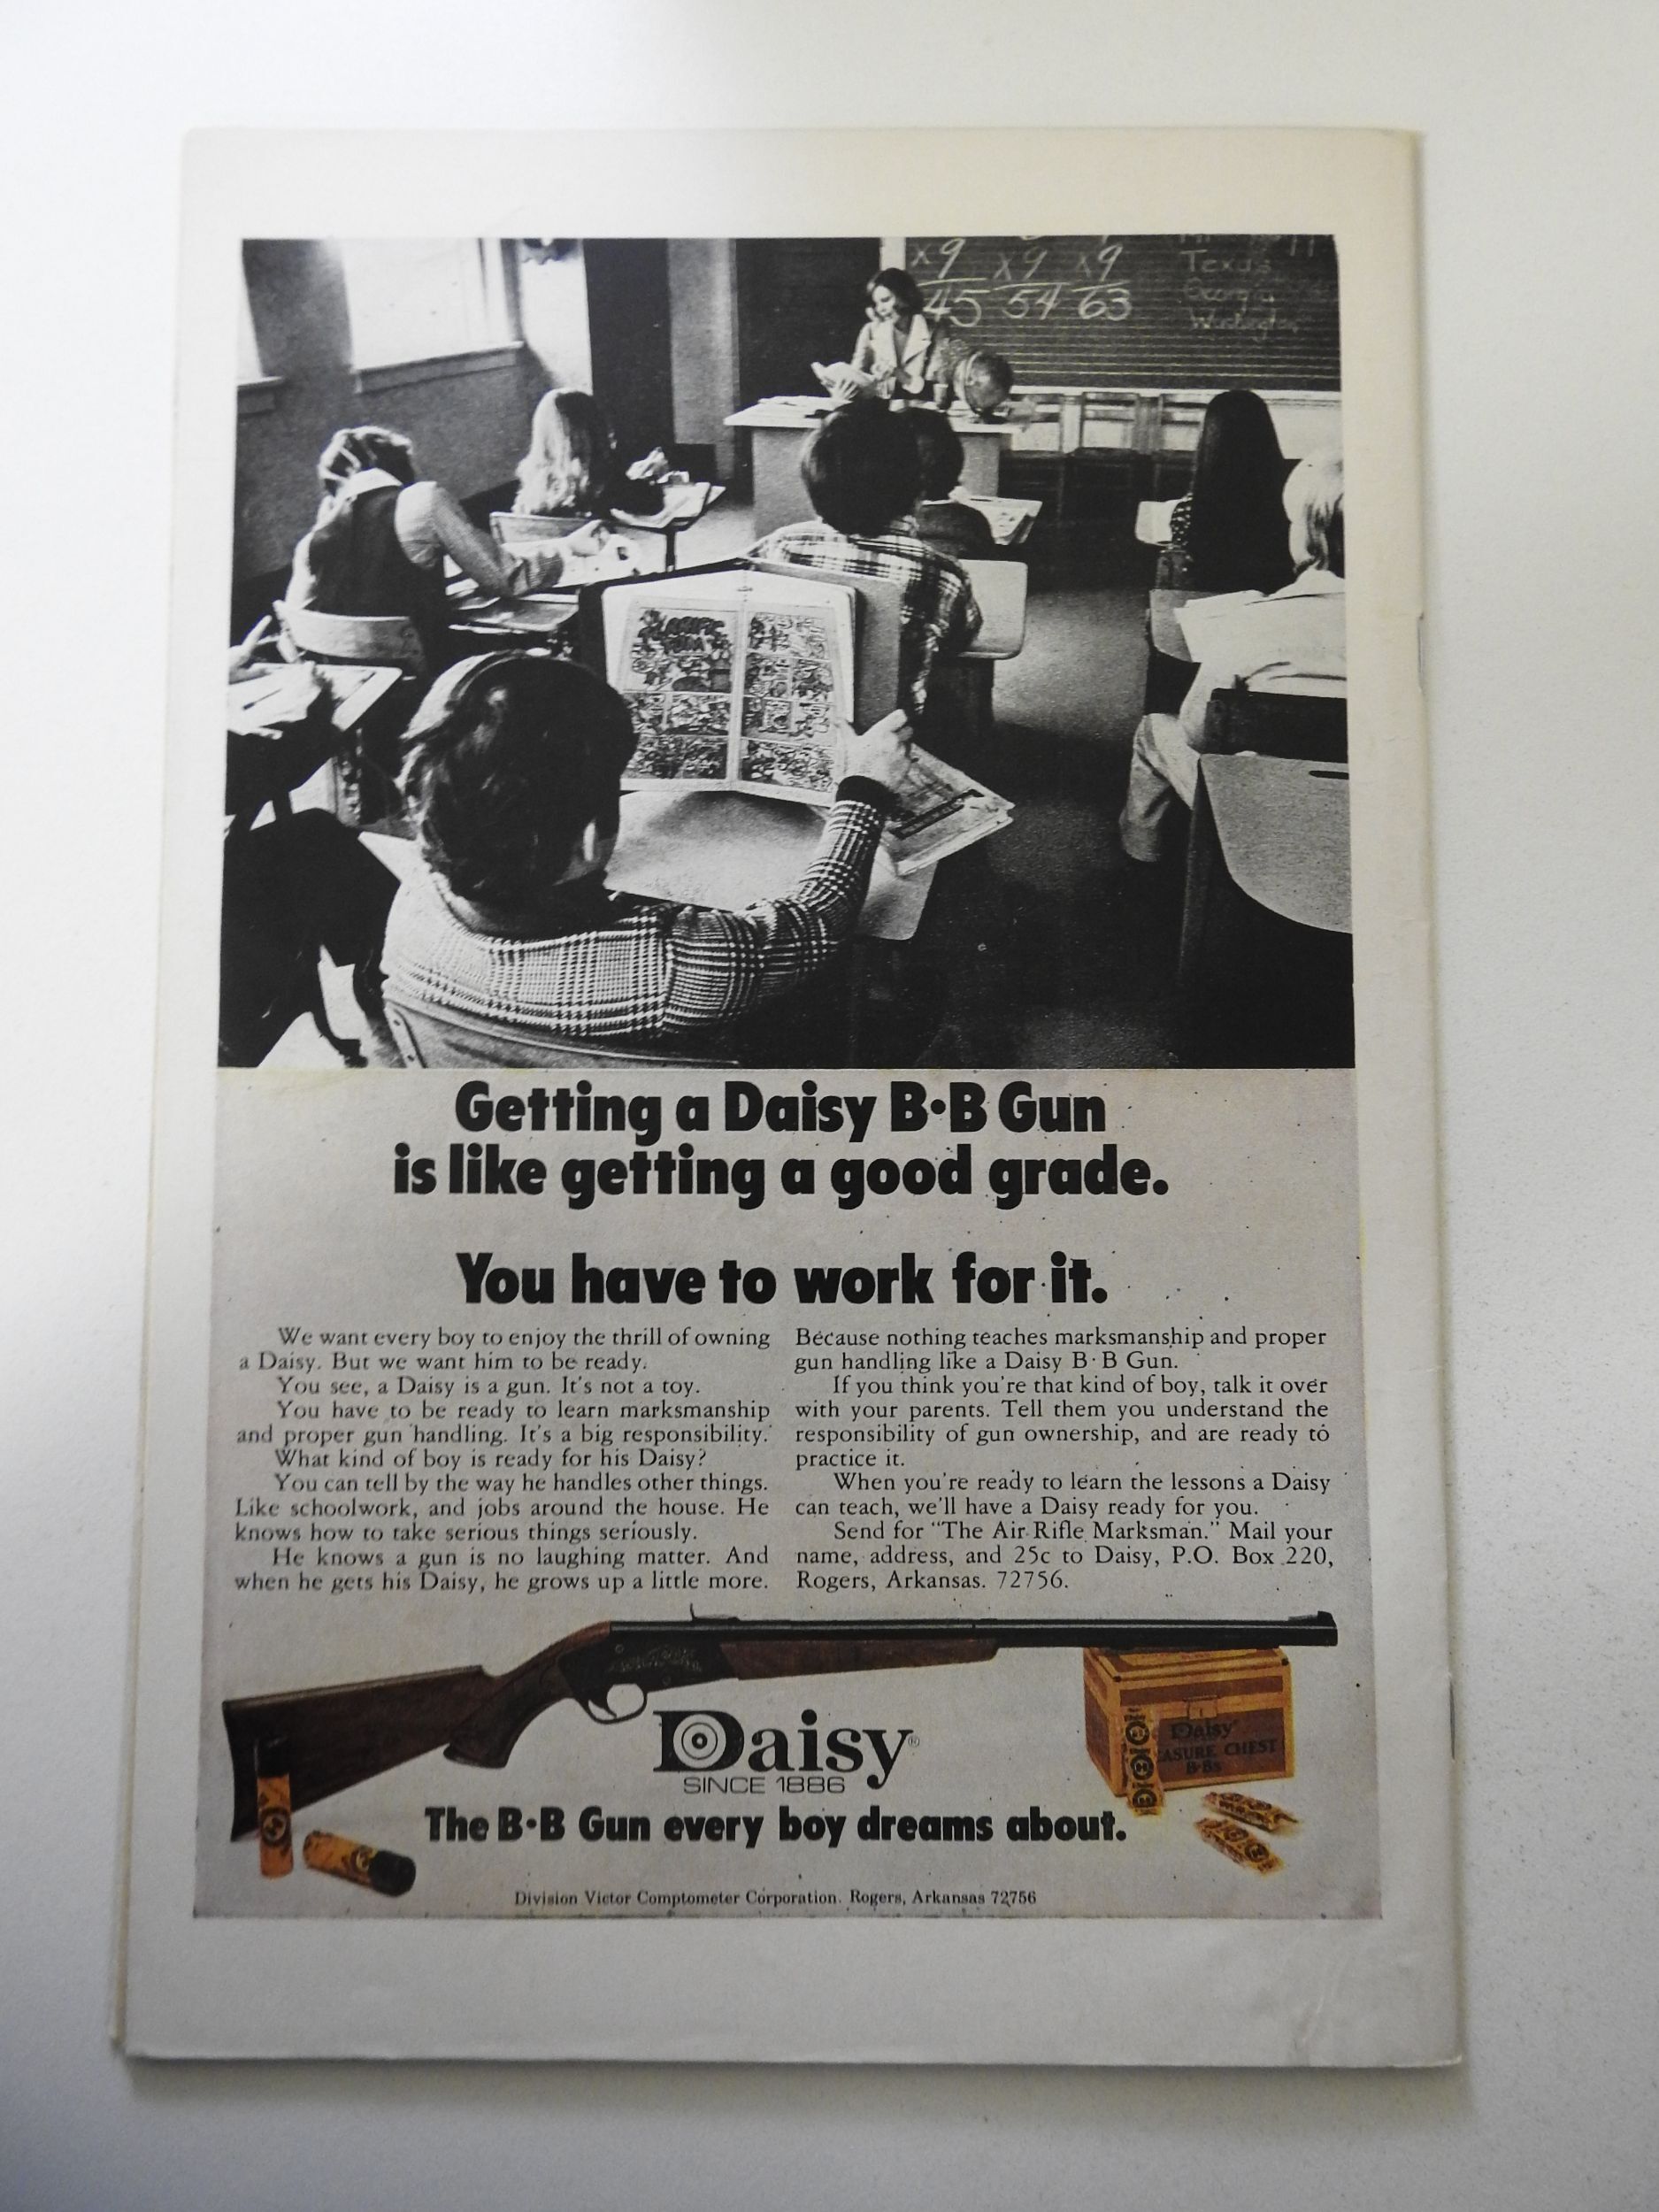 x9 x9 x9
45 54 63
Texas
Georgia
Washington
Getting a Daisy B·B Gun
is like getting a good grade.
You have to work for it.
We want every boy to enjoy the thrill of owning
a Daisy. But we want him to be ready.
You see, a Daisy is a gun. It's not a toy.
You have to be ready to learn marksmanship
and proper gun handling. It's a big responsibility.
What kind of boy is ready for his Daisy?
You can tell by the way he handles other things.
Like schoolwork, and jobs around the house. He
knows how to take serious things seriously.
He knows a gun is no laughing matter. And
when he gets his Daisy, he grows up a little more.
Because nothing teaches marksmanship and proper
gun handling like a Daisy B·B Gun.
If you think you're that kind of boy, talk it over
with your parents. Tell them you understand the
responsibility of gun ownership, and are ready to
practice it.
When you're ready to learn the lessons a Daisy
can teach, we'll have a Daisy ready for you.
Send for "The Air Rifle Marksman." Mail your
name, address, and 25c to Daisy, P.O. Box 220,
Rogers, Arkansas. 72756.
Daisy®
SINCE 1886
Daisy
ASURE CHEST
B·Bs
The B·B Gun every boy dreams about.
Division Victor Comptometer Corporation. Rogers, Arkansas 72756